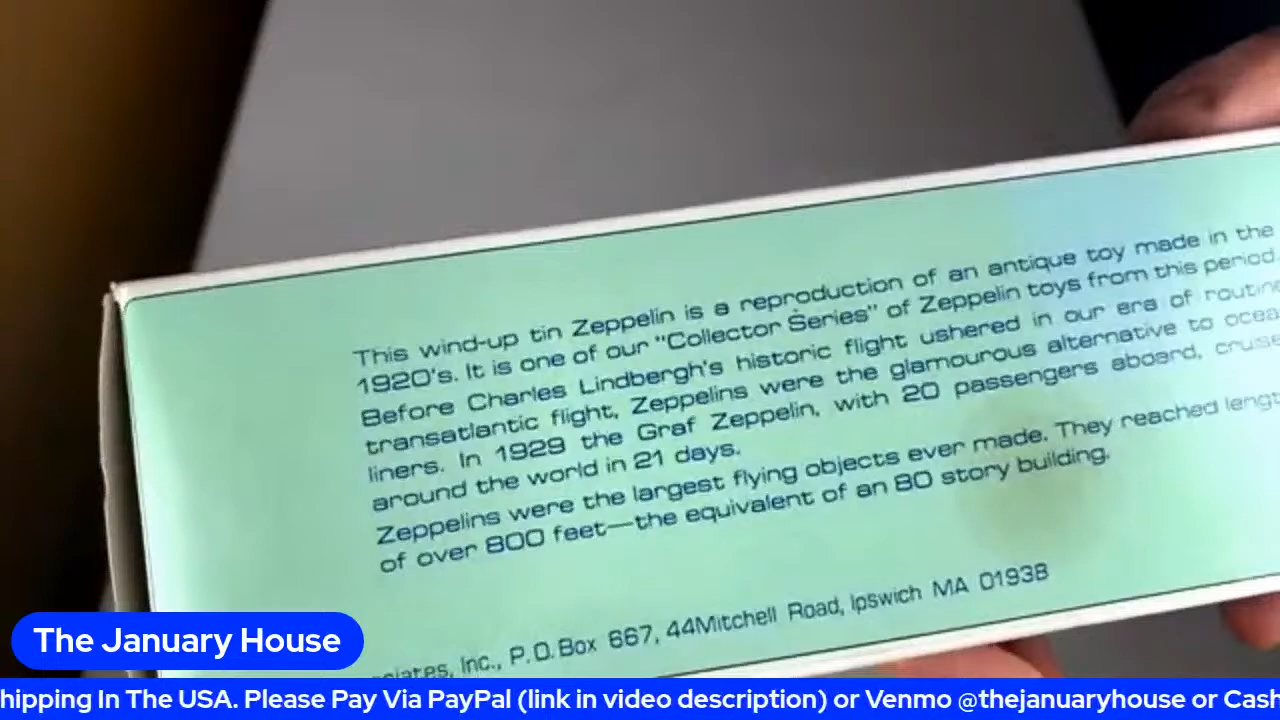 This wind-up tin Zeppelin is a reproduction of an antique toy made in the
1920's. It is one of our "Collector Series" of Zeppelin toys from this period.
Before Charles Lindbergh's historic flight ushered in our era of
transatlantic flight, Zeppelins were the glamourous alternative to
liners. In 1929 the Graf Zeppelin, with 20 passengers aboard,
around the world in 21 days.
Zeppelins were the largest flying objects ever made. They reached
of over 800 feet—the equivalent of an 80 story building.
Inc., P.O. Box 667, 44Mitchell Road, Ipswich MA 01938
The January House
hipping In The USA. Please Pay Via PayPal (link in video description) or Venmo @thejanuaryhouse or Cash